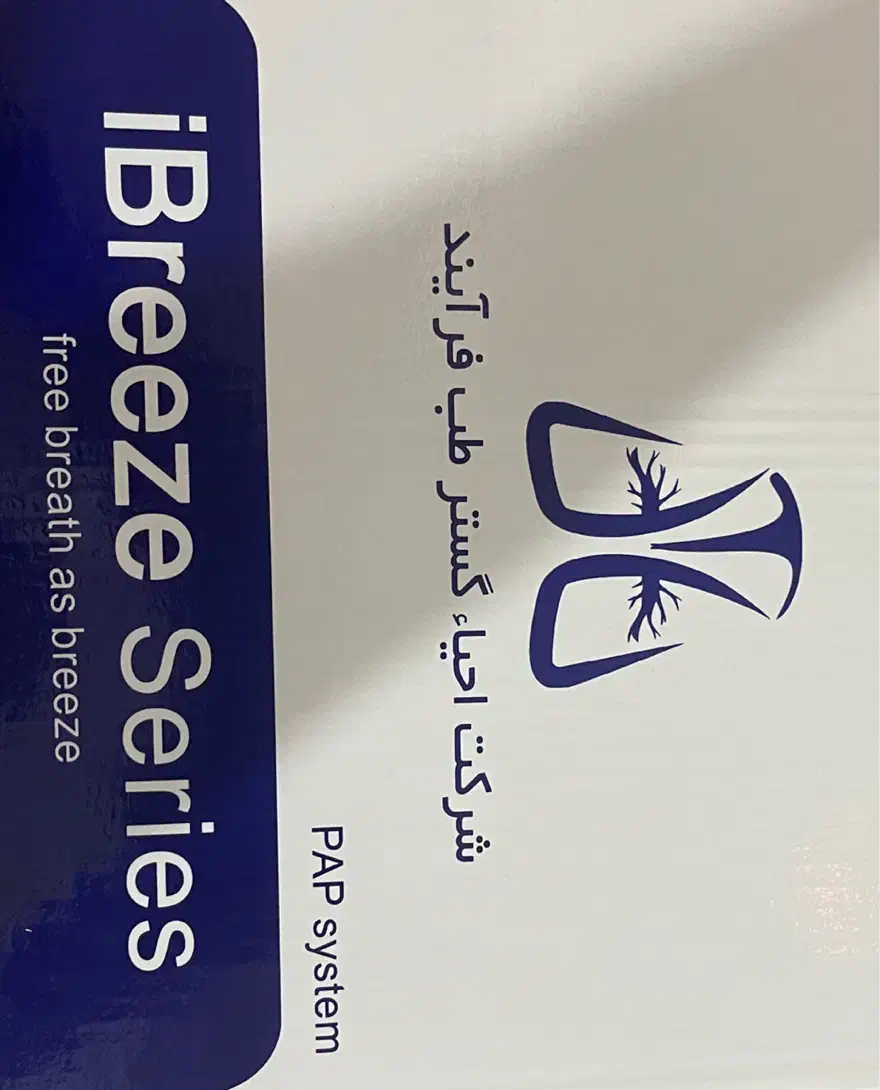 شرکت احیاء گستر طب فرآیند
PAP system
iBreeze Series
free breath as breeze